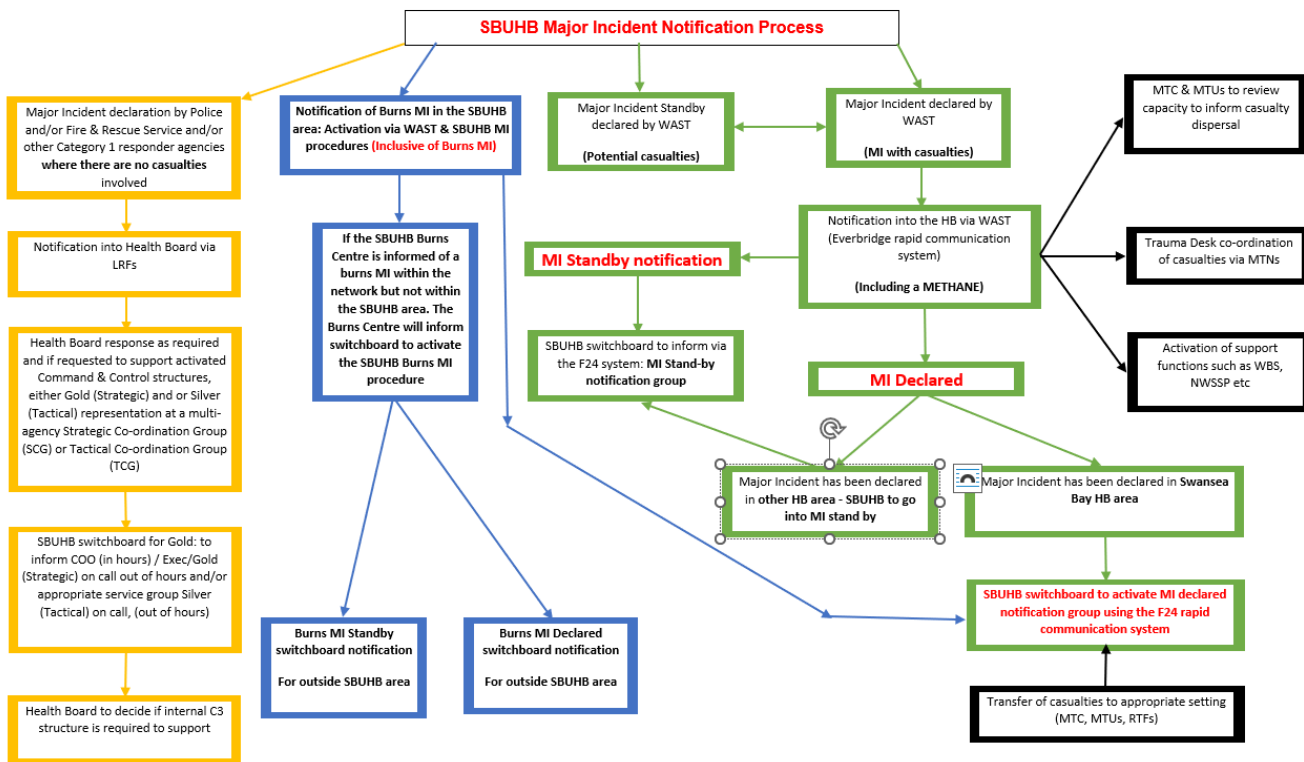 SBUHB Major Incident Notification Process
Major Incident declaration by Police
and/or Fire & Rescue Service and/or
other Category 1 responder agencies
where there are no casualties
involved
Notification into Health Board via
LRFs
Health Board response as required
and if requested to support activated
Command & Control structures,
either Gold (Strategic) and or Silver
(Tactical) representation at a multi-
agency Strategic Co-ordination Group
(SCG) or Tactical Co-ordination Group
(TCG)
SBUHB switchboard for Gold: to
inform COO (in hours) / Exec/Gold
(Strategic) on call out of hours and/or
appropriate service group Silver
(Tactical) on call, (out of hours)
Health Board to decide if internal C3
structure is required to support
Notification of Burns MI in the SBUHB
area: Activation via WAST & SBUHB MI
procedures (Inclusive of Burns MI)
If the SBUHB Burns
Centre is informed of a
burns MI within the
network but not within
the SBUHB area. The
Burns Centre will inform
switchboard to activate
the SBUHB Burns MI
procedure
Burns MI Standby
switchboard notification
For outside SBUHB area
Burns MI Declared
switchboard notification
For outside SBUHB area
Major Incident Standby
declared by WAST
(Potential casualties)
Major Incident declared by
WAST
(MI with casualties)
Notification into the HB via WAST
(Everbridge rapid communication
system)
(Including a METHANE)
MI Standby notification
SBUHB switchboard to inform via
the F24 system: MI Stand-by
notification group
MI Declared
Major Incident has been declared
in other HB area - SBUHB to go
into MI stand by
Major Incident has been declared in Swansea
Bay HB area
SBUHB switchboard to activate MI declared
notification group using the F24 rapid
communication system
Transfer of casualties to appropriate setting
(MTC, MTUs, RTFs)
MTC & MTUs to review
capacity to inform casualty
dispersal
Trauma Desk co-ordination
of casualties via MTNs
Activation of support
functions such as WBS,
NWSSP etc